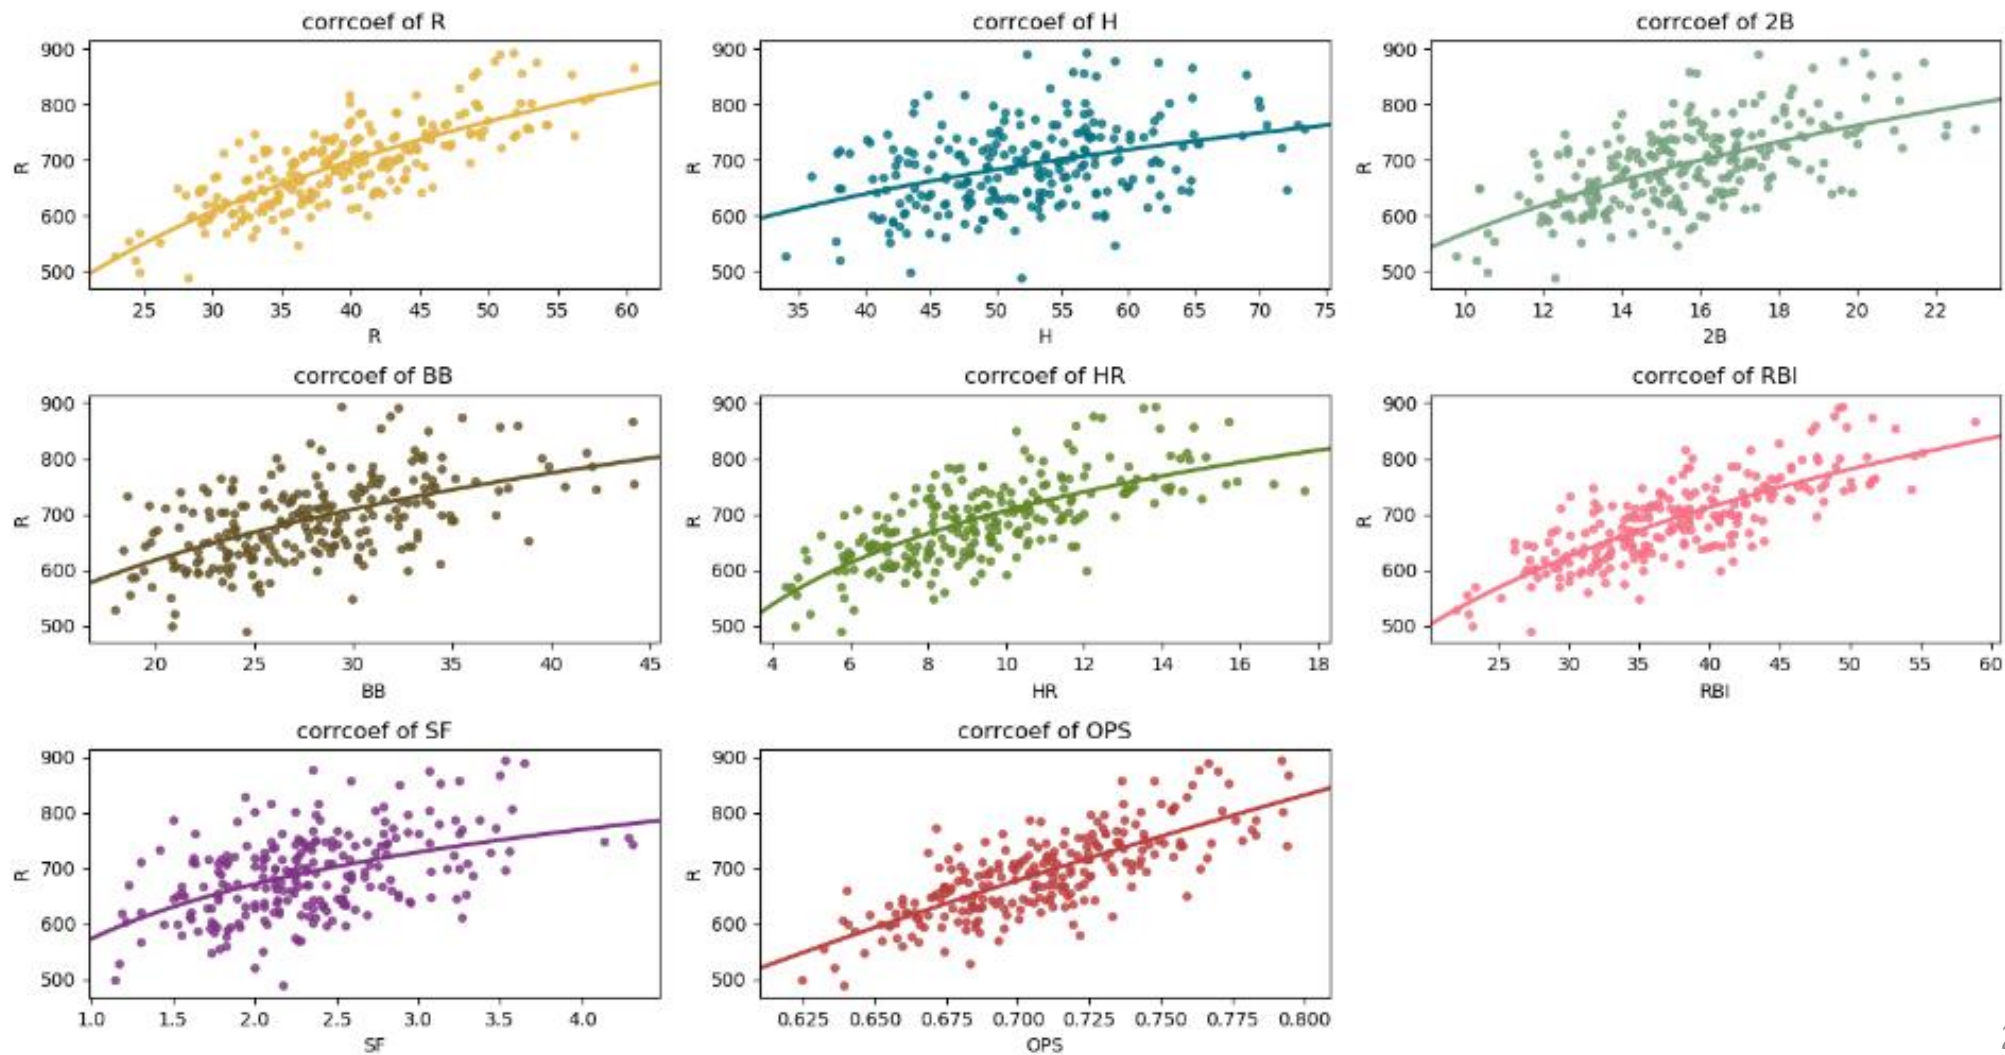 corrcoef of R
corrcoef of H
corrcoef of 2B
900
800
700
600
500
R
25 30 35 40 45 50 55 60
R
900
800
700
600
500
R
35 40 45 50 55 60 65 70 75
H
900
800
700
600
500
R
10 12 14 16 18 20 22
2B
corrcoef of BB
corrcoef of HR
corrcoef of RBI
900
800
700
600
500
R
20 25 30 35 40 45
BB
900
800
700
600
500
R
4 6 8 10 12 14 16 18
HR
900
800
700
600
500
R
25 30 35 40 45 50 55 60
RBI
corrcoef of SF
corrcoef of OPS
900
800
700
600
500
R
1.0 1.5 2.0 2.5 3.0 3.5 4.0
SF
900
800
700
600
500
R
0.625 0.650 0.675 0.700 0.725 0.750 0.775 0.800
OPS